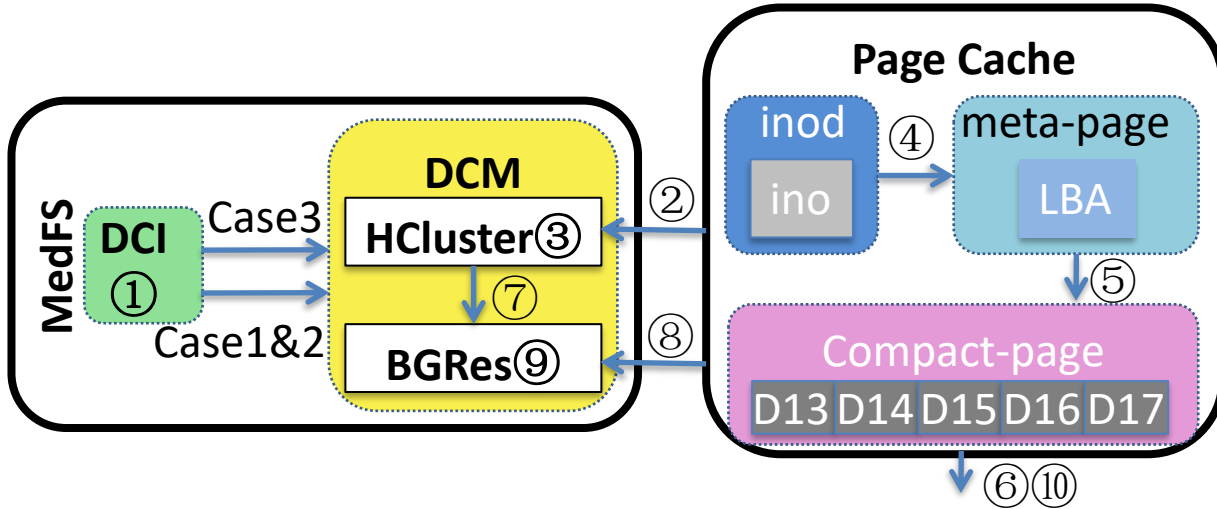 MedFS
DCI
①
Case3
Case1&2
DCM
HCluster③
⑦
BGRes⑨
②
⑧
Page Cache
inod
ino
④
meta-page
LBA
⑤
Compact-page
D13 D14 D15 D16 D17
⑥⑩